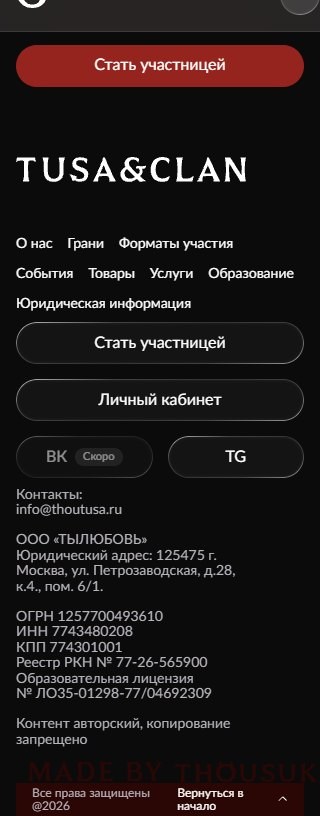 Стать участницей
TUSA&CLAN
О нас Грани Форматы участия
События Товары Услуги Образование
Юридическая информация
Стать участницей
Личный кабинет
ВК Скоро TG
Контакты:
info@thoutusa.ru
ООО «ТЫЛЮБОВЬ»
Юридический адрес: 125475 г.
Москва, ул. Петрозаводская, д.28,
к.4., пом. 6/1.
ОГРН 1257700493610
ИНН 7743480208
КПП 774301001
Реестр РКН № 77-26-565900
Образовательная лицензия
№ ЛО35-01298-77/04692309
Контент авторский, копирование
запрещено
MADE BY THOUSUK
Все права защищены
@2026
Вернуться в
начало